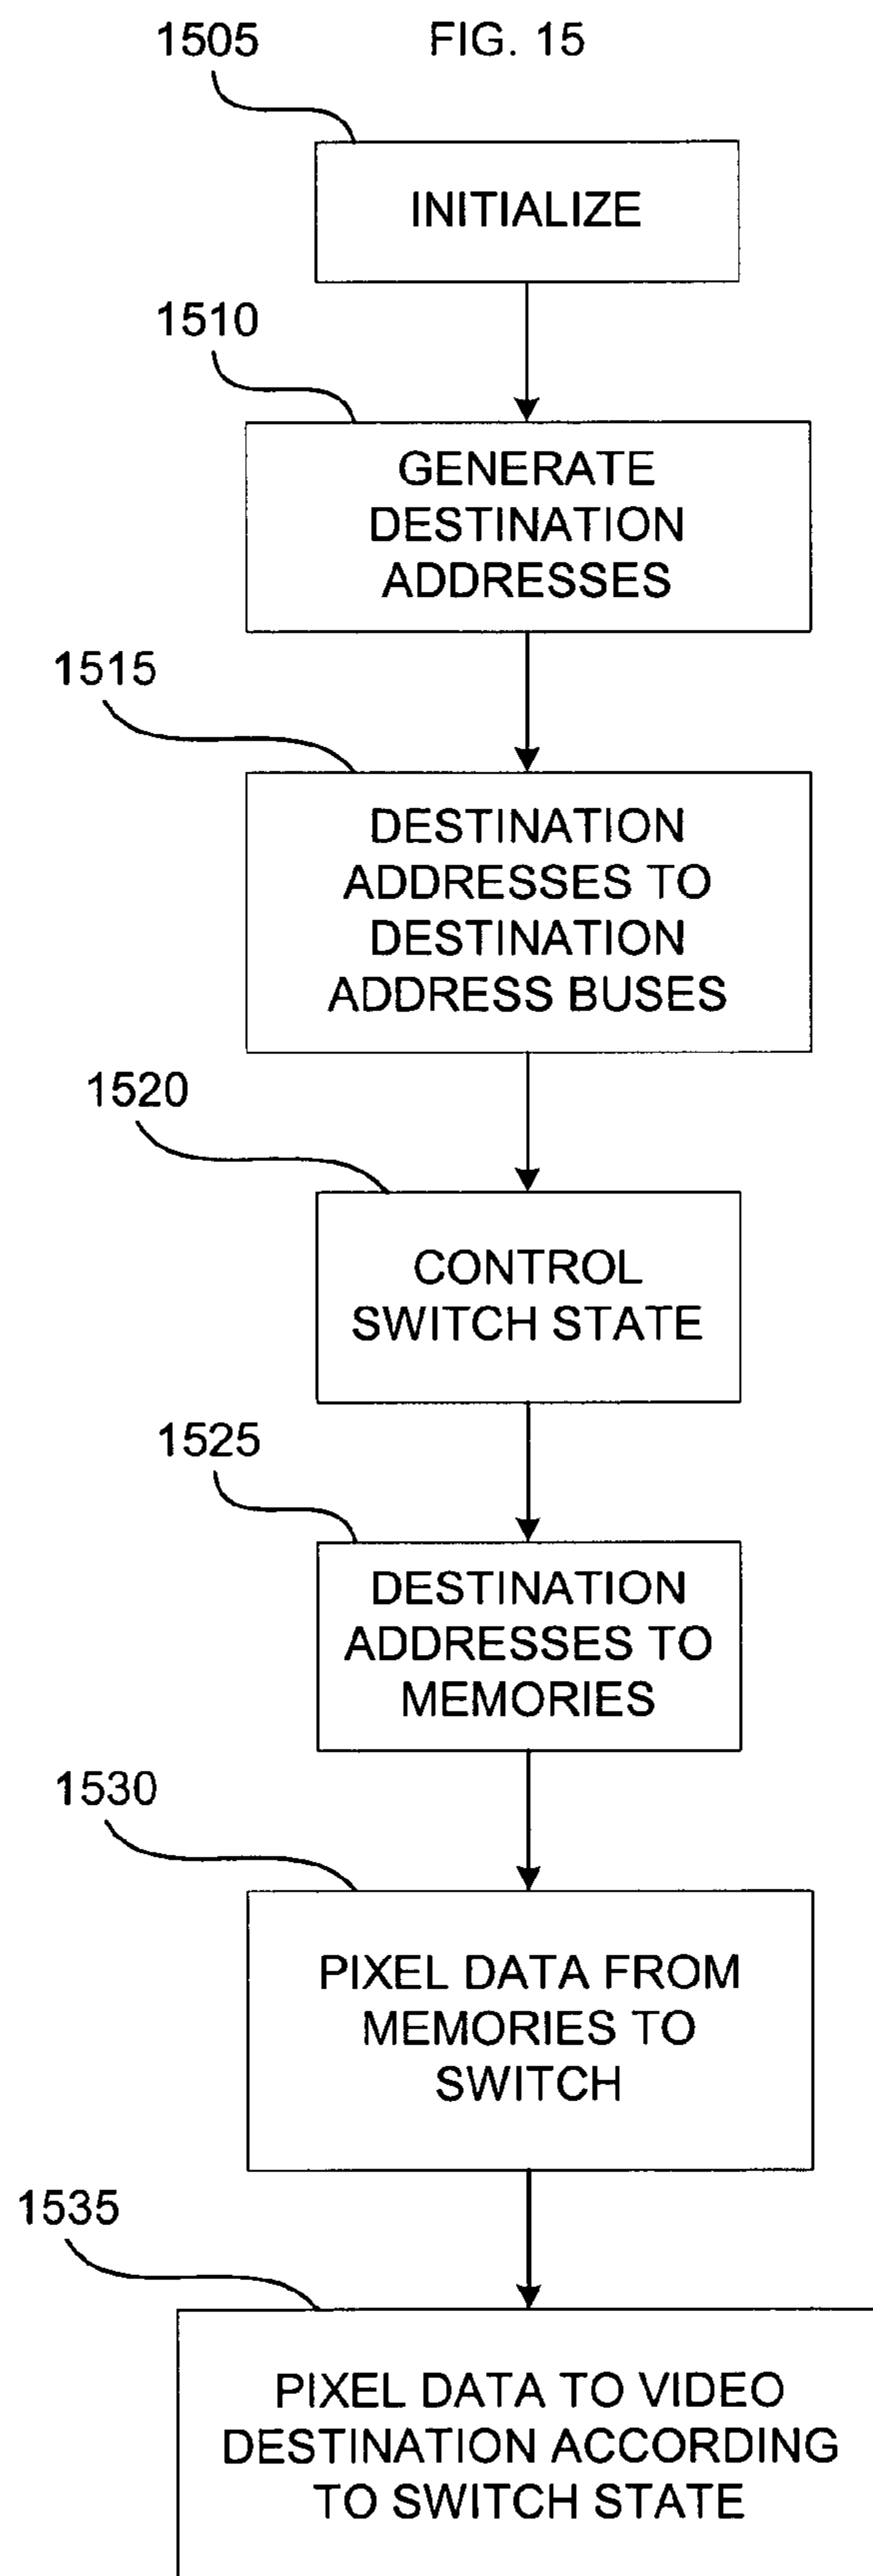 1505
FIG. 15
INITIALIZE
1510
GENERATE
DESTINATION
ADDRESSES
1515
DESTINATION
ADDRESSES TO
DESTINATION
ADDRESS BUSES
1520
CONTROL
SWITCH STATE
1525
DESTINATION
ADDRESSES TO
MEMORIES
1530
PIXEL DATA FROM
MEMORIES TO
SWITCH
1535
PIXEL DATA TO VIDEO
DESTINATION ACCORDING
TO SWITCH STATE